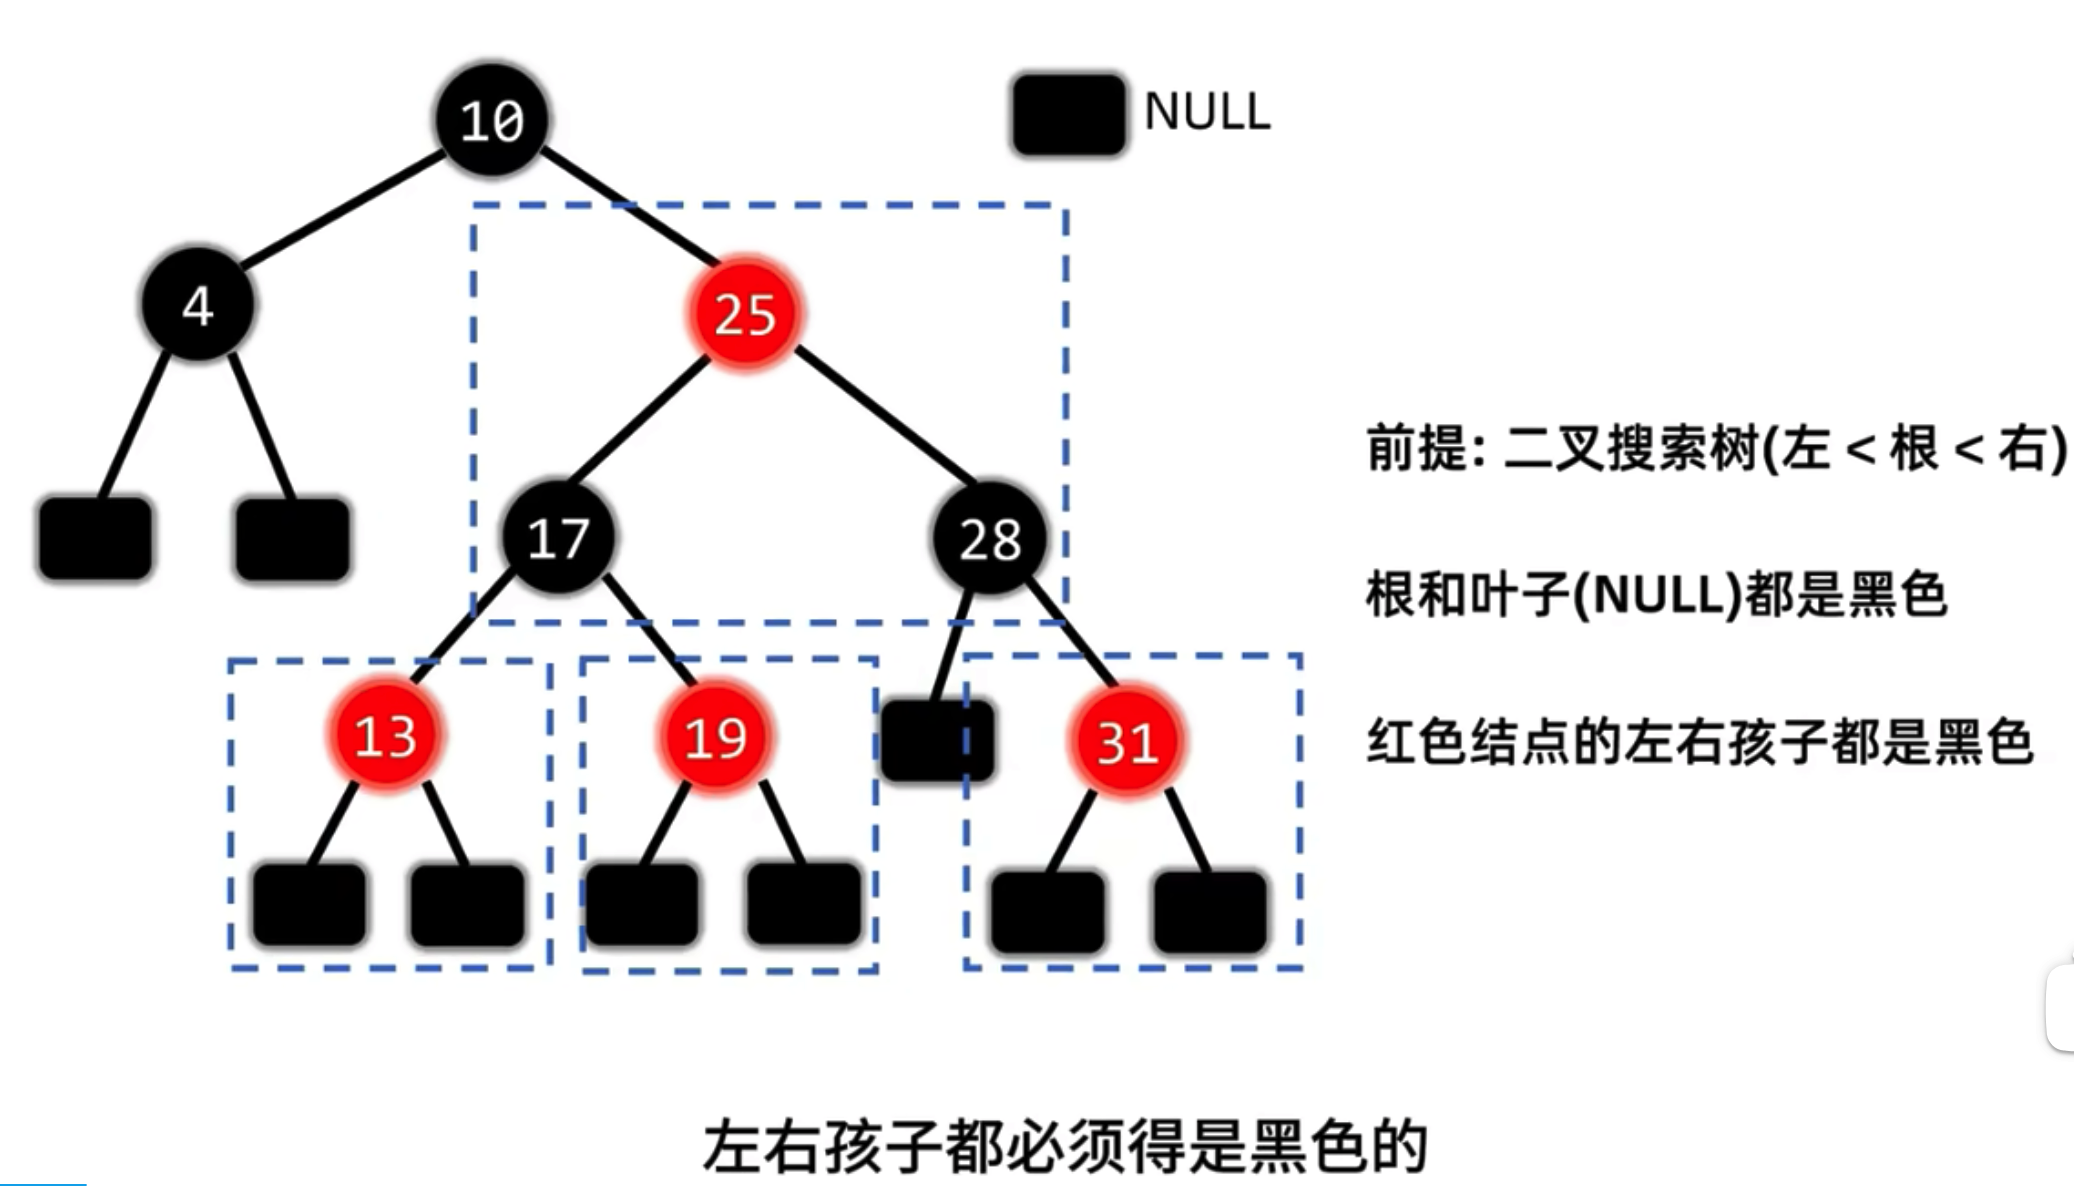 10
NULL
4
25
17
28
13
19
31
前提: 二叉搜索树(左 < 根 < 右)
根和叶子(NULL)都是黑色
红色结点的左右孩子都是黑色
左右孩子都必须得是黑色的